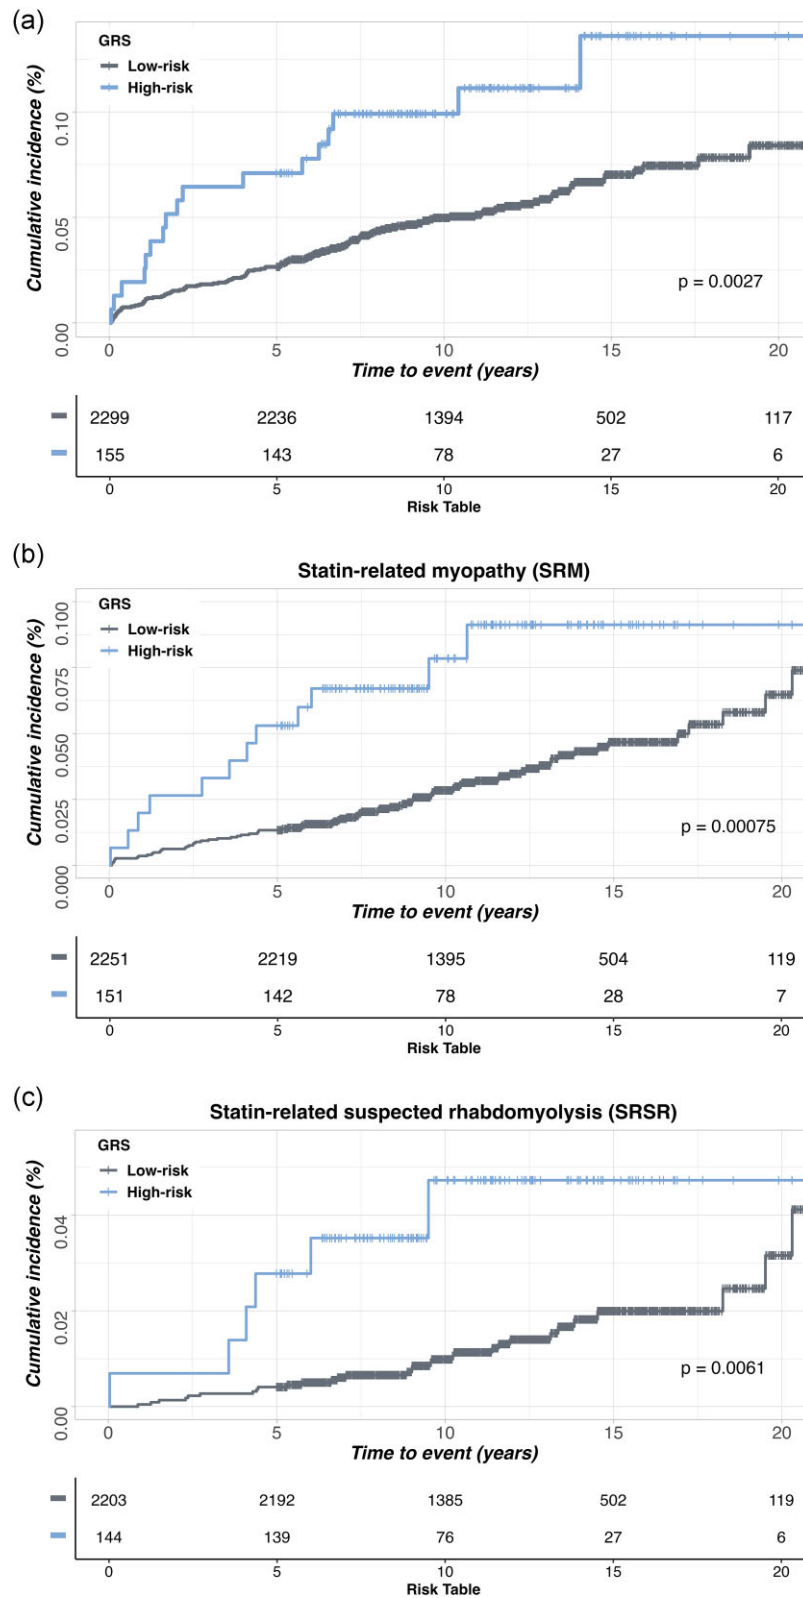 (a)
GRS
Low-risk
High-risk
Cumulative incidence (%)
0.10
0.05
0.00
0 5 10 15 20
Time to event (years)
p = 0.0027
2299 2236 1394 502 117
155 143 78 27 6
0 5 10 15 20
Risk Table
(b)
Statin-related myopathy (SRM)
GRS
Low-risk
High-risk
Cumulative incidence (%)
0.100
0.075
0.050
0.025
0.000
p = 0.00075
0 5 10 15 20
Time to event (years)
2251 2219 1395 504 119
151 142 78 28 7
0 5 10 15 20
Risk Table
(c)
Statin-related suspected rhabdomyolysis (SRSR)
GRS
Low-risk
High-risk
Cumulative incidence (%)
0.04
0.02
0.00
p = 0.0061
0 5 10 15 20
Time to event (years)
2203 2192 1385 502 119
144 139 76 27 6
0 5 10 15 20
Risk Table